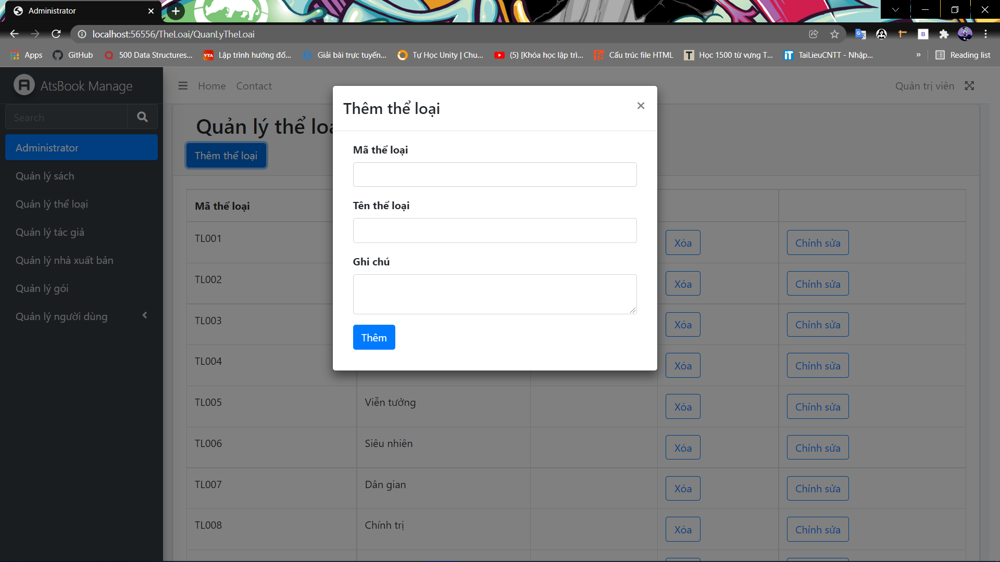 Administrator
localhost:56556/TheLoai/QuanLyTheLoai
Apps GitHub 500 Data Structures... Lập trình hướng đố... Giải bài trực tuyến... Tự Học Unity | Chu... (5) [Khóa học lập trì... Cấu trúc file HTML Học 1500 từ vựng T... TaiLieuCNTT - Nhập... » Reading list
AtsBook Manage
Home Contact
Quản trị viên
Search
Administrator
Quản lý sách
Quản lý thể loại
Quản lý tác giả
Quản lý nhà xuất bản
Quản lý gói
Quản lý người dùng
Quản lý thể
Thêm thể loại
Thêm thể loại
×
Mã thể loại
Tên thể loại
Ghi chú
Thêm
Mã thể loại
TL001 Xóa Chỉnh sửa
TL002 Xóa Chỉnh sửa
TL003 Xóa Chỉnh sửa
TL004 Xóa Chỉnh sửa
TL005 Viễn tưởng Xóa Chỉnh sửa
TL006 Siêu nhiên Xóa Chỉnh sửa
TL007 Dân gian Xóa Chỉnh sửa
TL008 Chính trị Xóa Chỉnh sửa